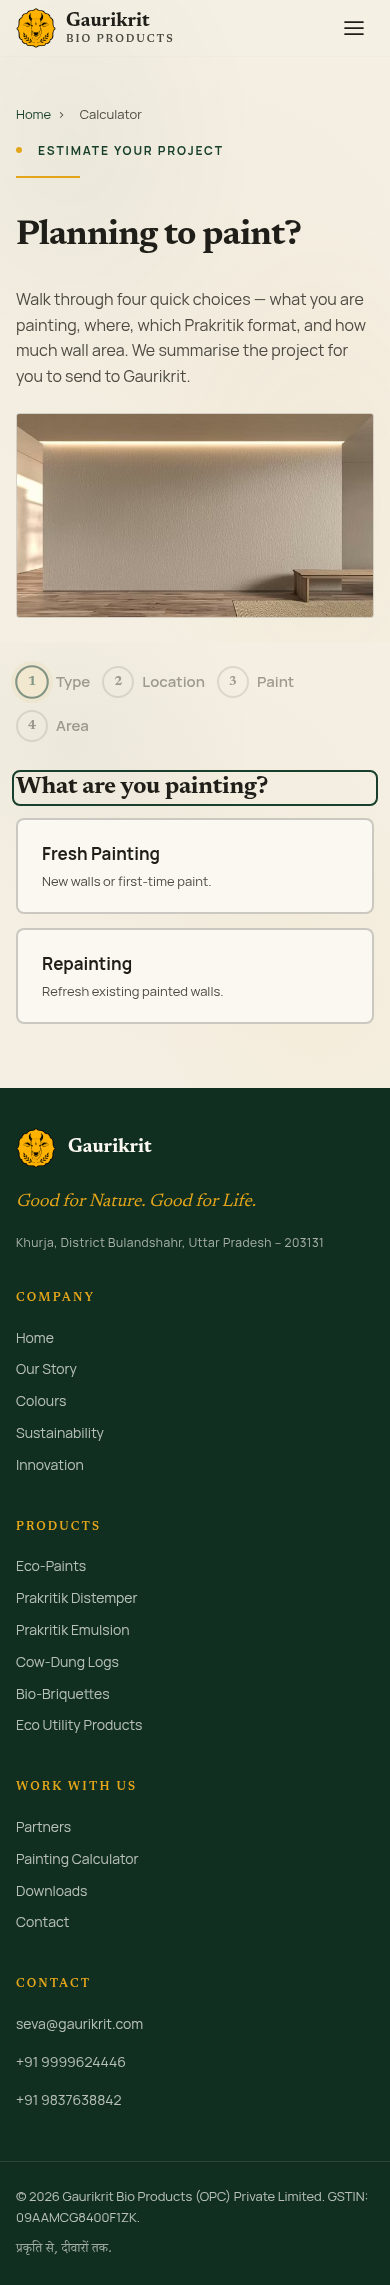 Gaurikrit
BIO PRODUCTS
Home › Calculator
ESTIMATE YOUR PROJECT
Planning to paint?
Walk through four quick choices — what you are
painting, where, which Prakritik format, and how
much wall area. We summarise the project for
you to send to Gaurikrit.
1 Type 2 Location 3 Paint
4 Area
What are you painting?
Fresh Painting
New walls or first-time paint.
Repainting
Refresh existing painted walls.
Gaurikrit
Good for Nature. Good for Life.
Khurja, District Bulandshahr, Uttar Pradesh – 203131
COMPANY
Home
Our Story
Colours
Sustainability
Innovation
PRODUCTS
Eco-Paints
Prakritik Distemper
Prakritik Emulsion
Cow-Dung Logs
Bio-Briquettes
Eco Utility Products
WORK WITH US
Partners
Painting Calculator
Downloads
Contact
CONTACT
seva@gaurikrit.com
+91 9999624446
+91 9837638842
© 2026 Gaurikrit Bio Products (OPC) Private Limited. GSTIN:
09AAMCG8400F1ZK.
प्रकृति से, दीवारों तक.